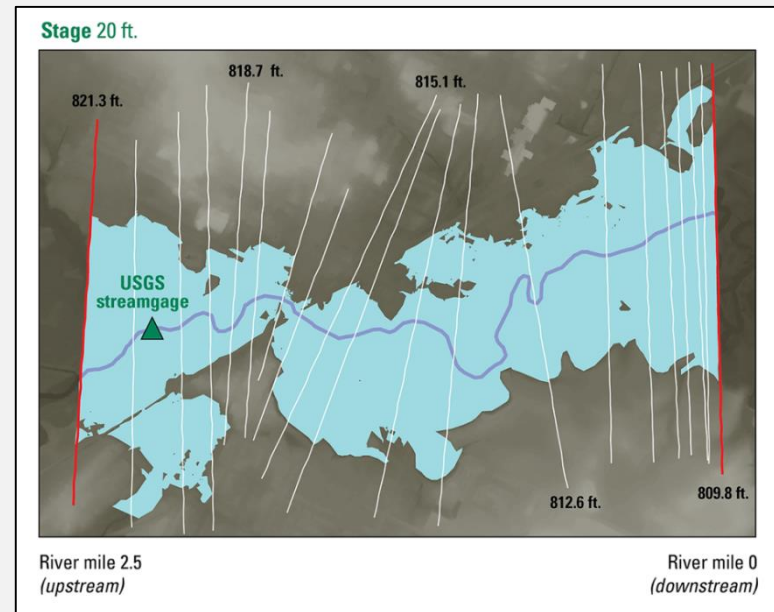 Stage 20 ft.
818.7 ft.
815.1 ft.
821.3 ft.
USGS
streamgage
812.6 ft.
809.8 ft.
River mile 2.5
(upstream)
River mile 0
(downstream)